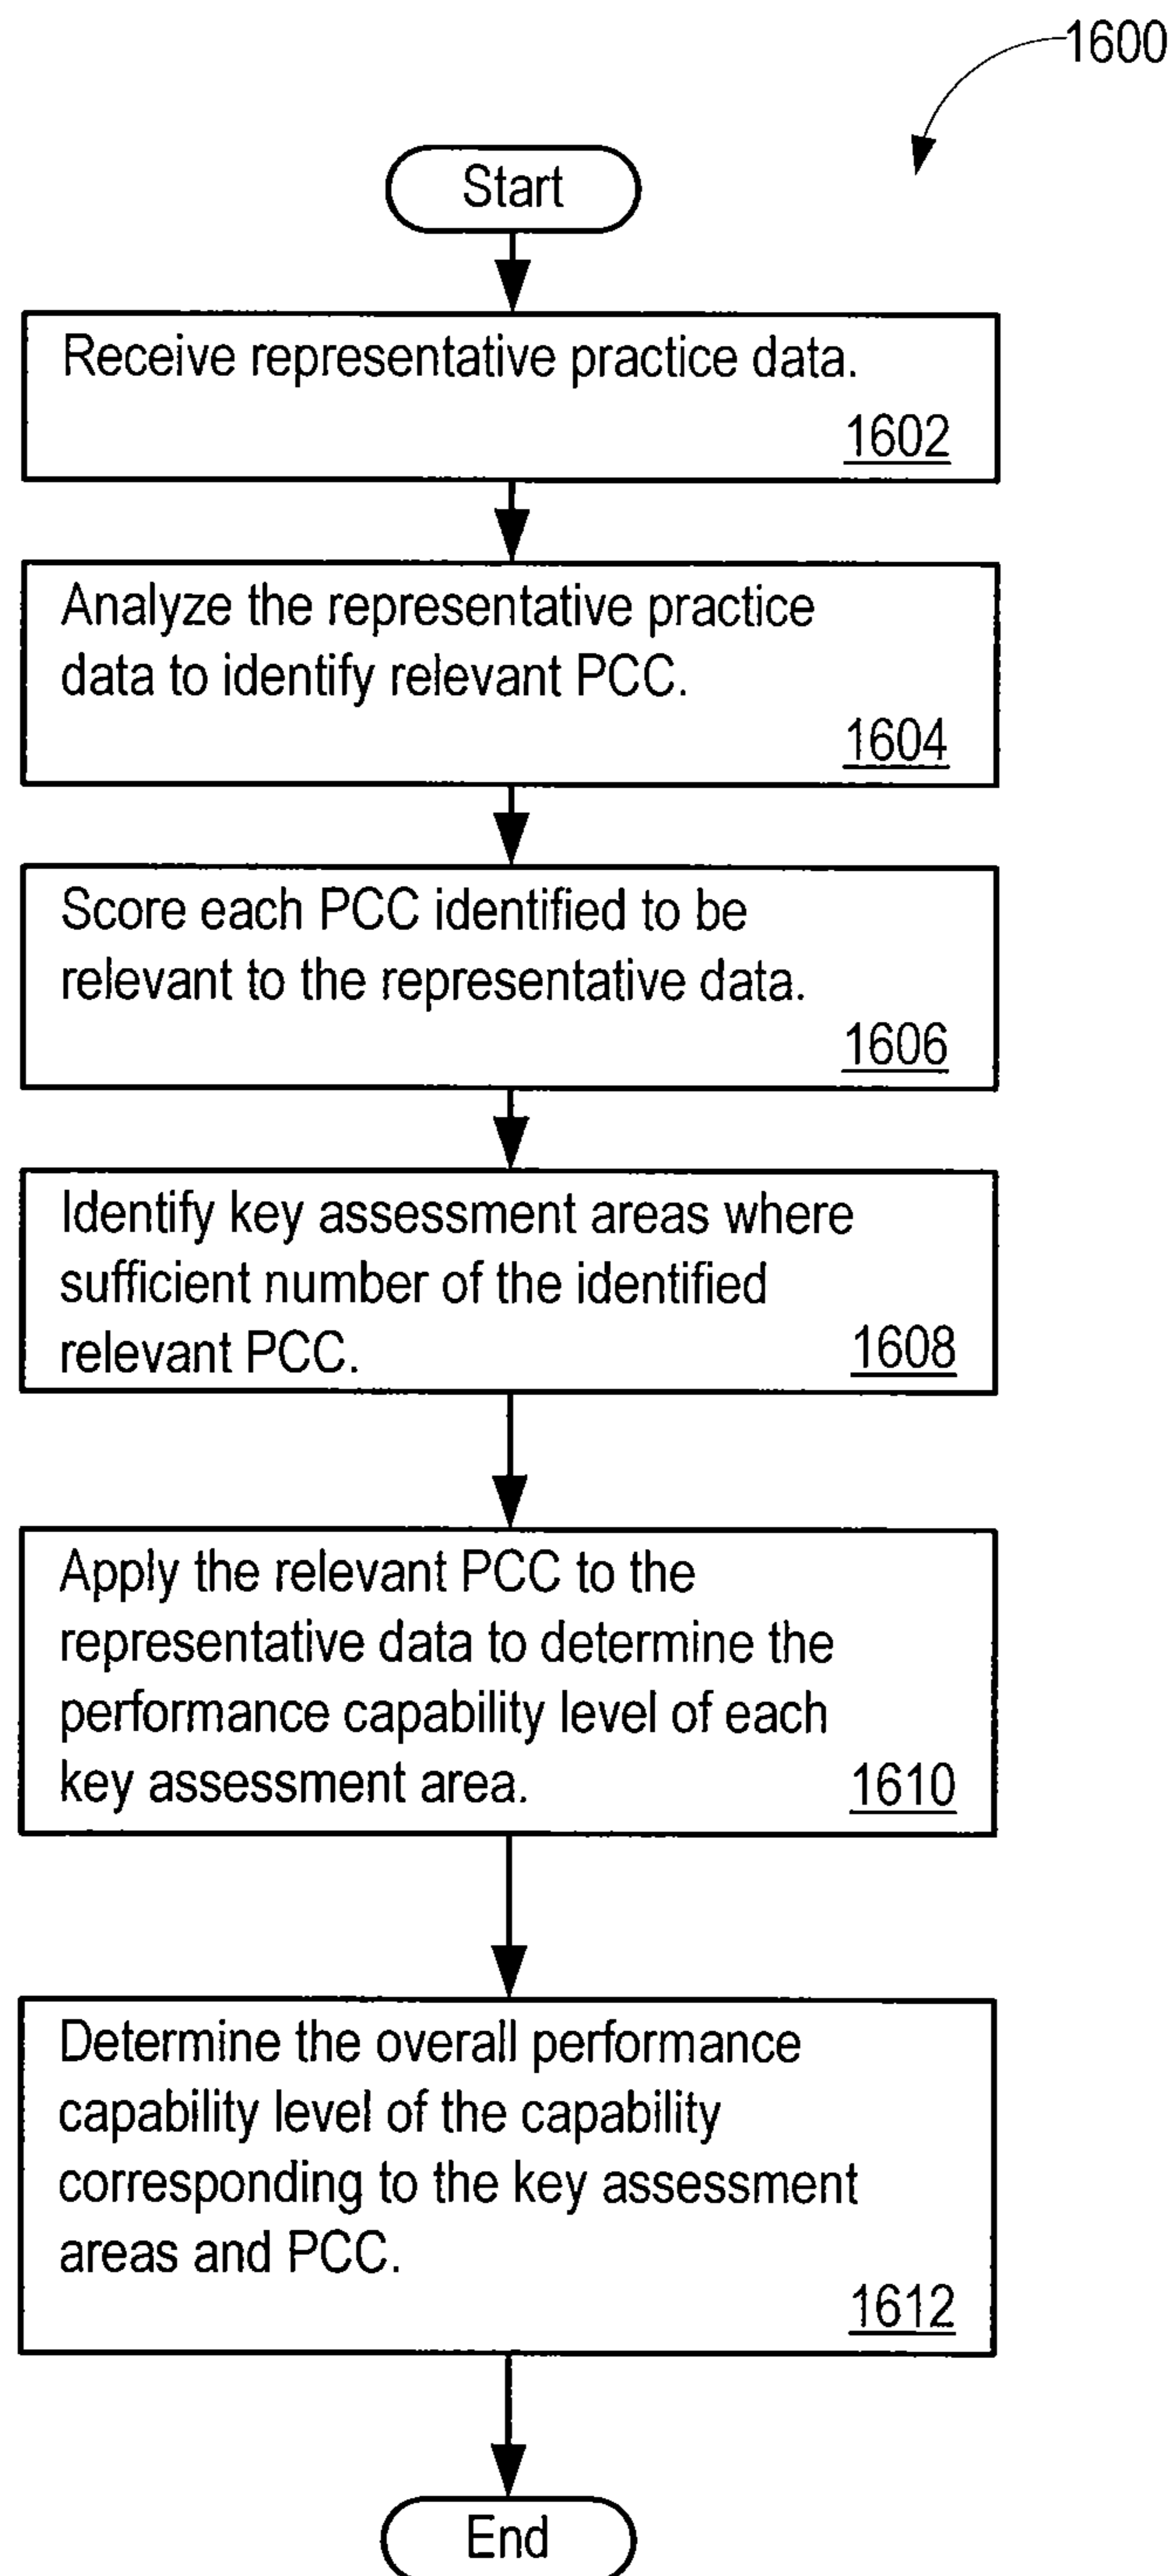 1600
Start
Receive representative practice data.
1602
Analyze the representative practice
data to identify relevant PCC.
1604
Score each PCC identified to be
relevant to the representative data.
1606
Identify key assessment areas where
sufficient number of the identified
relevant PCC.
1608
Apply the relevant PCC to the
representative data to determine the
performance capability level of each
key assessment area.
1610
Determine the overall performance
capability level of the capability
corresponding to the key assessment
areas and PCC.
1612
End